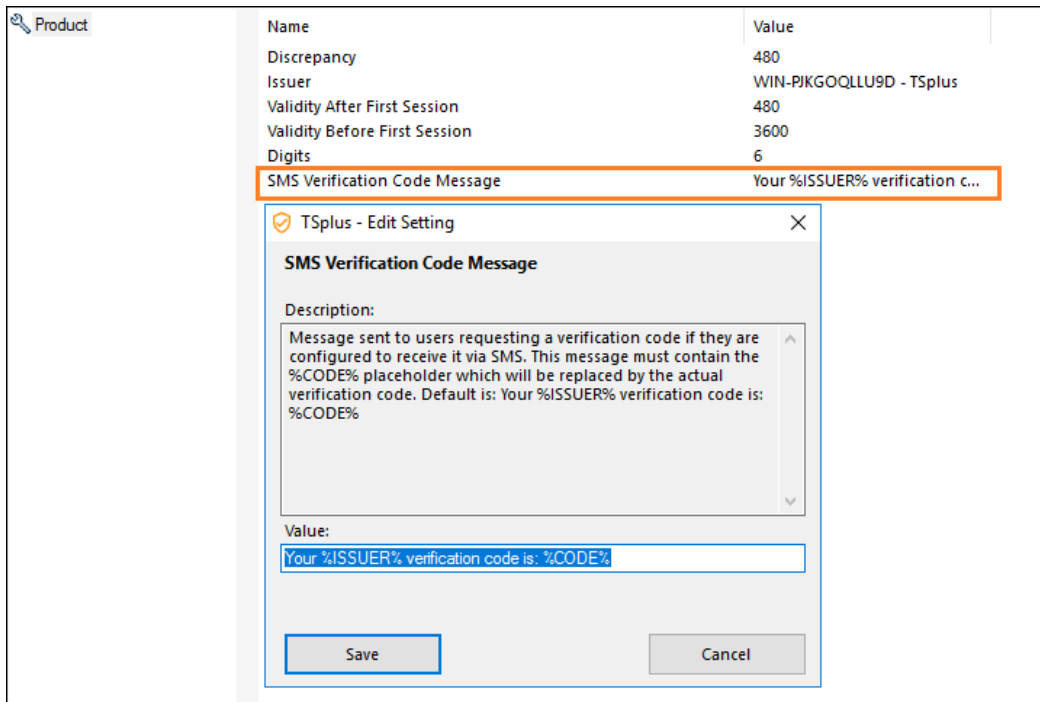 Product
Name Value
Discrepancy 480
Issuer WIN-PJKGOQLLU9D - TSplus
Validity After First Session 480
Validity Before First Session 3600
Digits 6
SMS Verification Code Message Your %ISSUER% verification c...
TSplus - Edit Setting
SMS Verification Code Message
Description:
Message sent to users requesting a verification code if they are
configured to receive it via SMS. This message must contain the
%CODE% placeholder which will be replaced by the actual
verification code. Default is: Your %ISSUER% verification code is:
%CODE%
Value:
Your %ISSUER% verification code is: %CODE%
Save Cancel